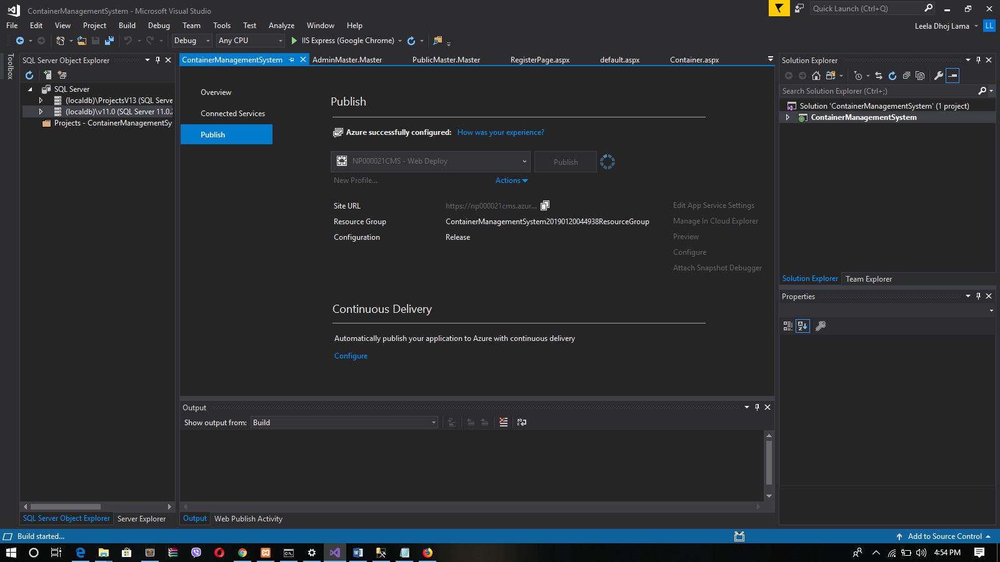 ContainerManagementSystem - Microsoft Visual Studio
Quick Launch (Ctrl+Q)
File Edit View Project Build Debug Team Tools Test Analyze Window Help
Leela Dhoj Lama LL
Debug Any CPU IIS Express (Google Chrome)
Toolbox
SQL Server Object Explorer
SQL Server
(localdb)\ProjectsV13 (SQL Serve
(localdb)\v11.0 (SQL Server 11.0.
Projects - ContainerManagementSy
SQL Server Object Explorer Server Explorer
ContainerManagementSystem AdminMaster.Master PublicMaster.Master RegisterPage.aspx default.aspx Container.aspx
Overview
Connected Services
Publish
Publish
Azure successfully configured: How was your experience?
NP000021CMS - Web Deploy Publish
New Profile... Actions
Site URL https://np000021cms.azur...
Resource Group ContainerManagementSystem20190120044938ResourceGroup
Configuration Release
Edit App Service Settings
Manage In Cloud Explorer
Preview
Configure
Attach Snapshot Debugger
Continuous Delivery
Automatically publish your application to Azure with continuous delivery
Configure
Output
Show output from: Build
Output Web Publish Activity
Solution Explorer
Search Solution Explorer (Ctrl+;)
Solution 'ContainerManagementSystem' (1 project)
ContainerManagementSystem
Solution Explorer Team Explorer
Properties
Build started...
Add to Source Control
4:54 PM